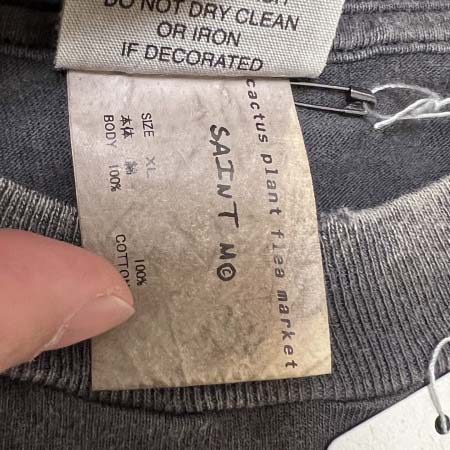 DO NOT DRY CLEAN
OR IRON
IF DECORATED
cactus plant flea market
SAINT M©
SIZE XL
本体 綿 100%
BODY 100% COTTON